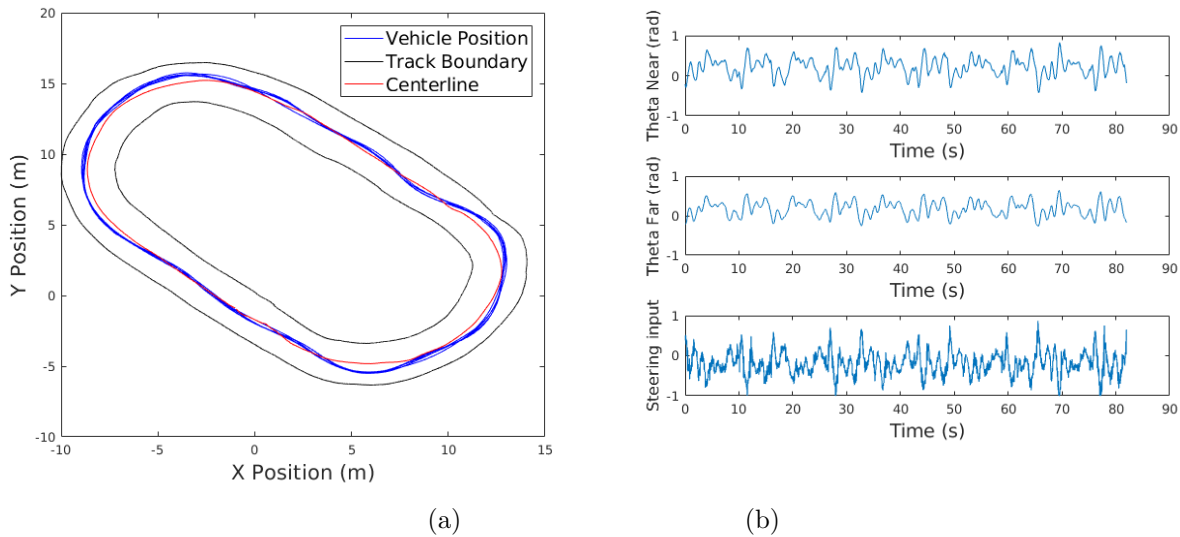 20
15
10
5
0
-5
-10
-10
-5
0
5
10
15
Y Position (m)
X Position (m)
Vehicle Position
Track Boundary
Centerline
(a)
Theta Near (rad)
1
0
-1
0 10 20 30 40 50 60 70 80 90
Time (s)
Theta Far (rad)
1
0
-1
0 10 20 30 40 50 60 70 80 90
Time (s)
Steering input
1
0
-1
0 10 20 30 40 50 60 70 80 90
Time (s)
(b)